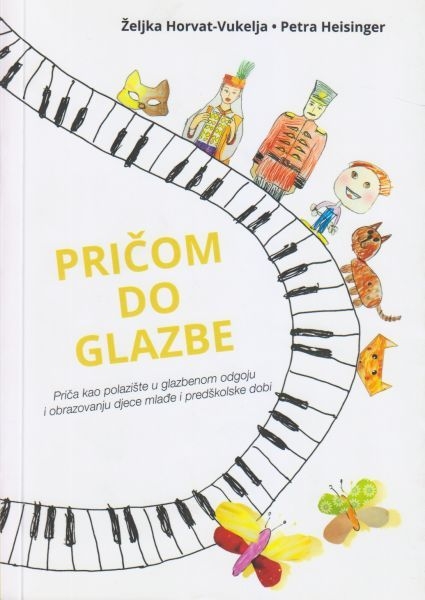 Željka Horvat-Vukelja • Petra Heisinger
PRIČOM
DO
GLAZBE
Priča kao polazište u glazbenom odgoju
i obrazovanju djece mlađe i predškolske dobi